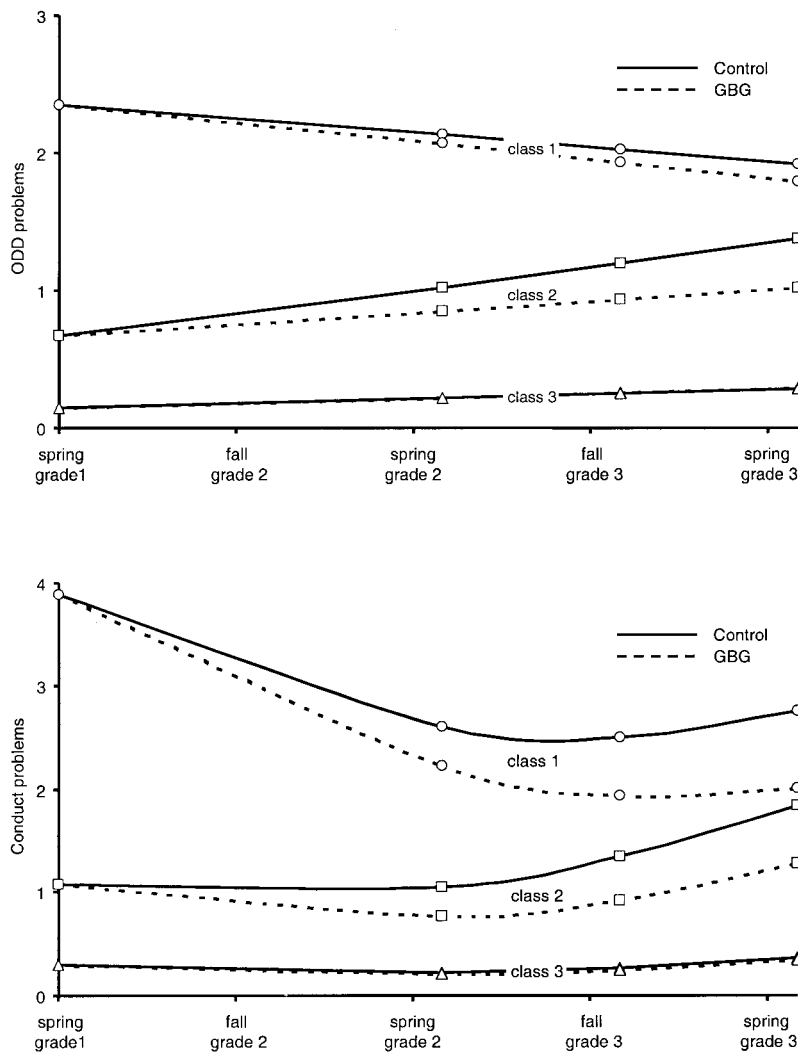 3
Control
GBG
2
class 1
ODD problems
1
class 2
class 3
0
spring fall spring fall spring
grade1 grade 2 grade 2 grade 3 grade 3
4
Control
GBG
3
class 1
2
Conduct problems
1
class 2
class 3
0
spring fall spring fall spring
grade1 grade 2 grade 2 grade 3 grade 3